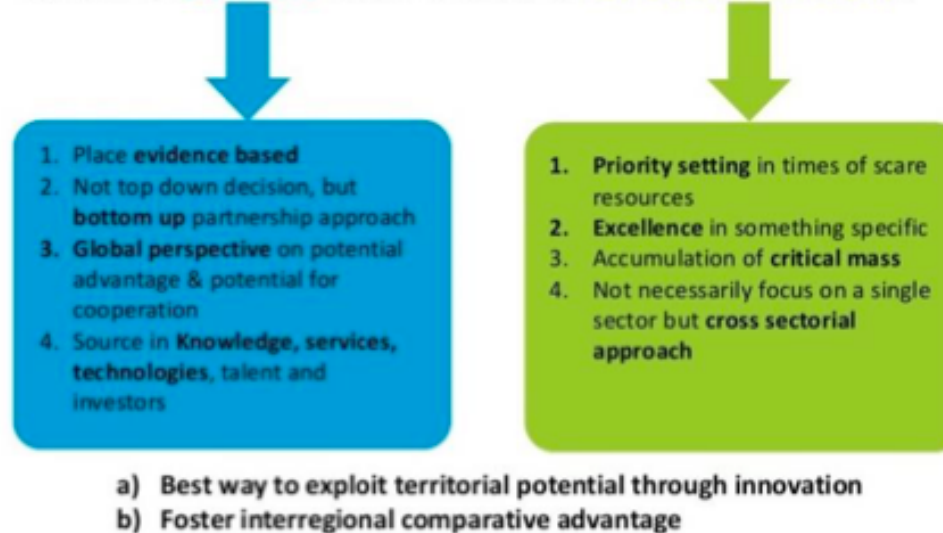 1. Place evidence based
2. Not top down decision, but
bottom up partnership approach
3. Global perspective on potential
advantage & potential for
cooperation
4. Source in Knowledge, services,
technologies, talent and
investors
1. Priority setting in times of scare
resources
2. Excellence in something specific
3. Accumulation of critical mass
4. Not necessarily focus on a single
sector but cross sectorial
approach
a) Best way to exploit territorial potential through innovation
b) Foster interregional comparative advantage